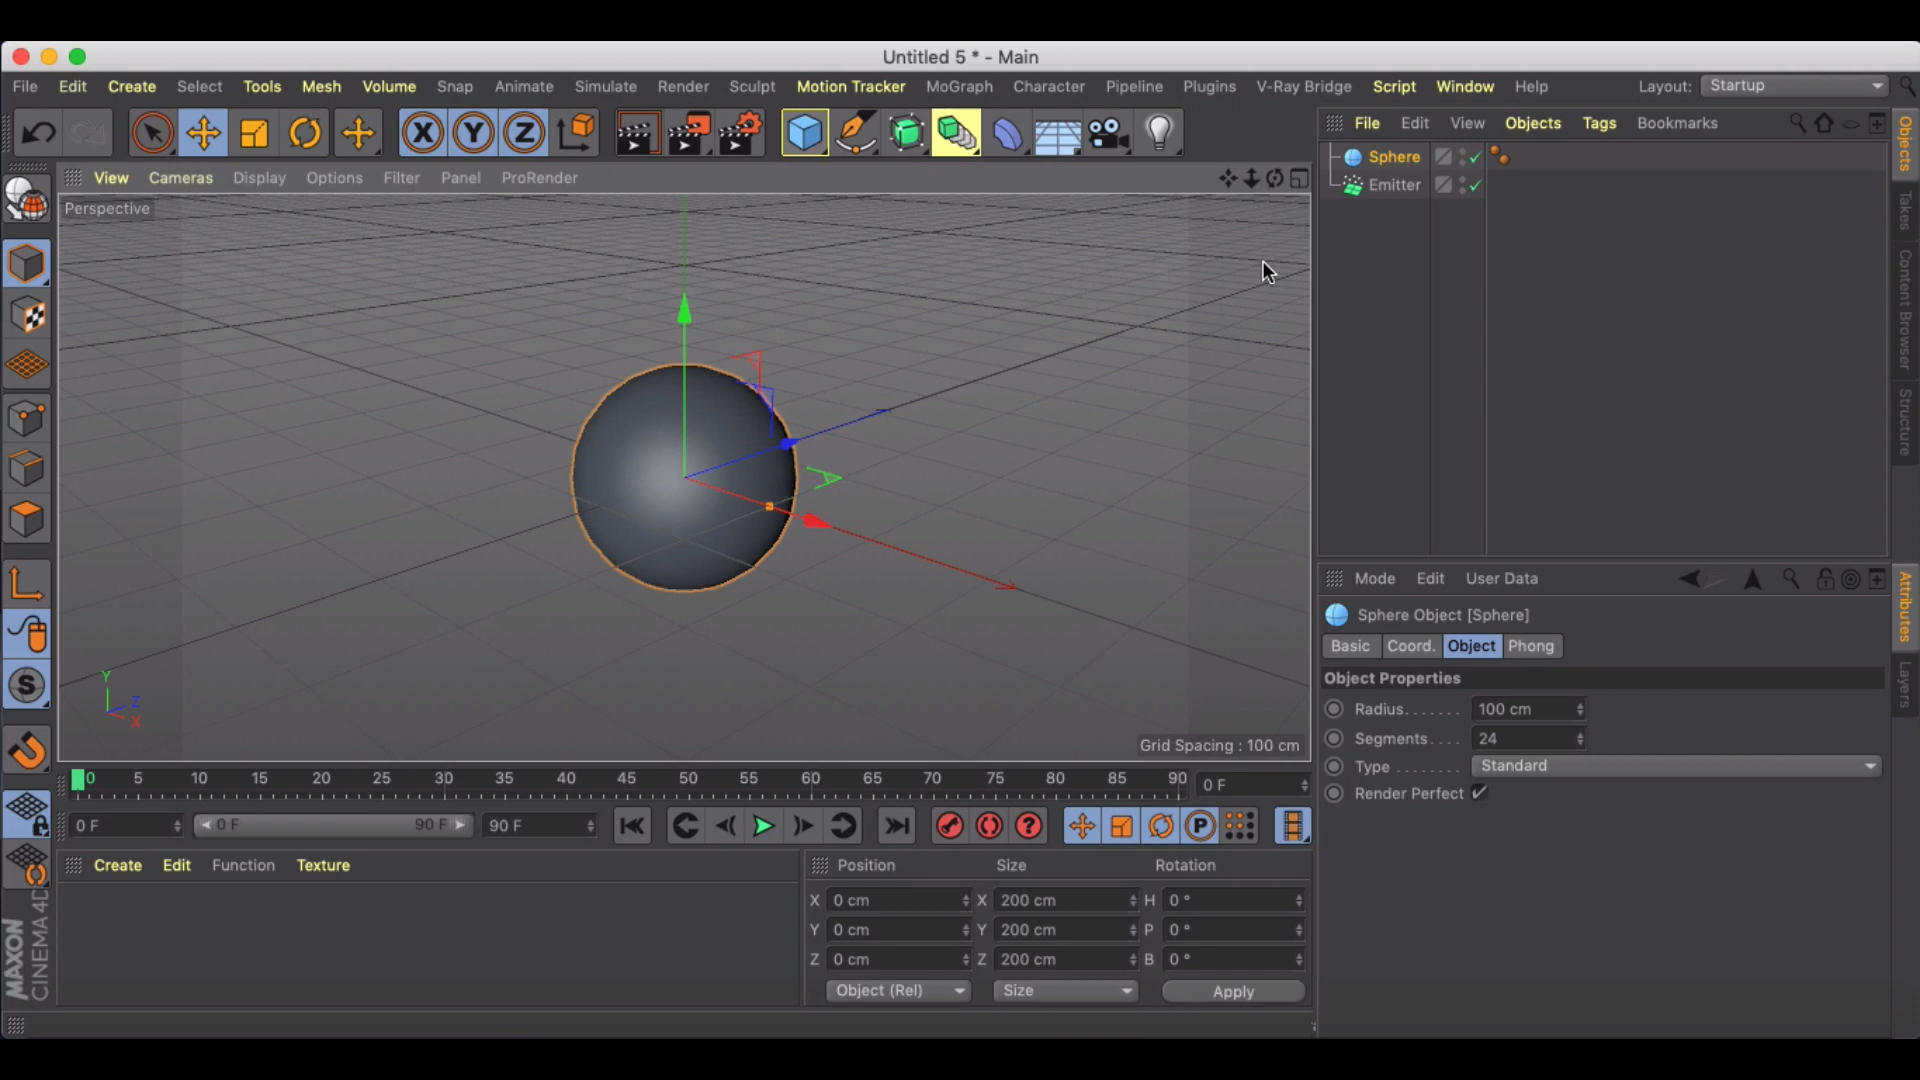 Untitled 5 * - Main
File Edit Create Select Tools Mesh Volume Snap Animate Simulate Render Sculpt Motion Tracker MoGraph Character Pipeline Plugins V-Ray Bridge Script Window Help Layout: Startup
X Y Z
File Edit View Objects Tags Bookmarks
Sphere
Emitter
View Cameras Display Options Filter Panel ProRender
Perspective
Y
Z
X
Grid Spacing : 100 cm
Objects
Takes
Content Browser
Structure
Mode Edit User Data
Sphere Object [Sphere]
Basic Coord. Object Phong
Object Properties
Radius....... 100 cm
Segments.... 24
Type ........ Standard
Render Perfect
Attributes
Layers
S
0 5 10 15 20 25 30 35 40 45 50 55 60 65 70 75 80 85 90 0 F
0 F 0 F 90 F 90 F ? P
Create Edit Function Texture
Position Size Rotation
X 0 cm X 200 cm H 0 °
Y 0 cm Y 200 cm P 0 °
Z 0 cm Z 200 cm B 0 °
Object (Rel) Size Apply
MAXON
CINEMA 4D